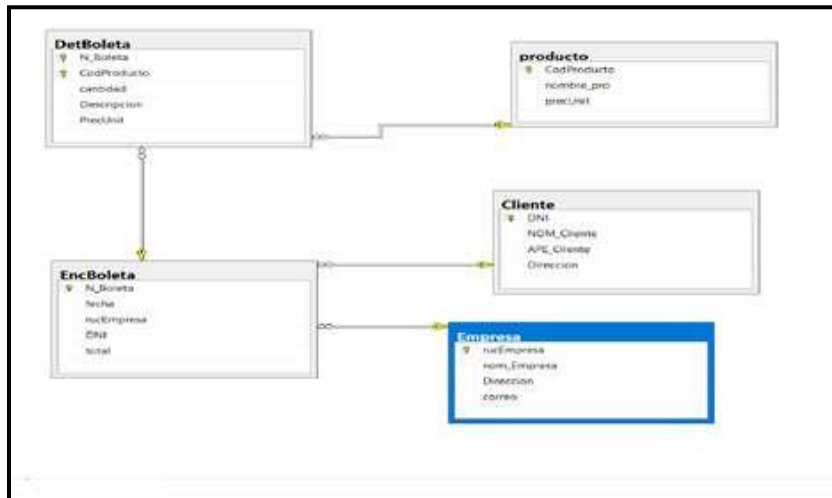 DetBoleta
N_Boleta
CodProducto
cantidad
Descripcion
PrecUnit
producto
CodProducto
nombre_pro
precUnit
Cliente
DNI
NOM_Cliente
APE_Cliente
Direccion
EncBoleta
N_Boleta
fecha
rucEmpresa
DNI
total
Empresa
rucEmpresa
nom_Empresa
Direccion
correo